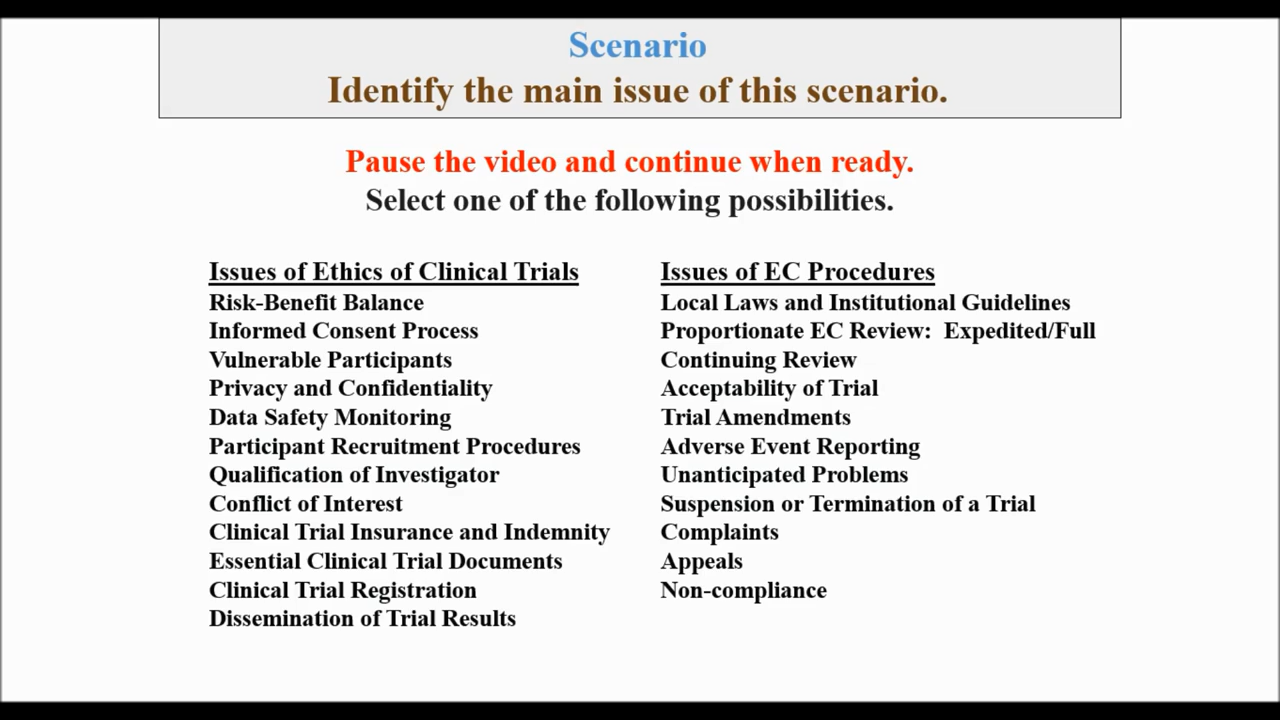 Scenario
Identify the main issue of this scenario.
Pause the video and continue when ready.
Select one of the following possibilities.
Issues of Ethics of Clinical Trials
Risk-Benefit Balance
Informed Consent Process
Vulnerable Participants
Privacy and Confidentiality
Data Safety Monitoring
Participant Recruitment Procedures
Qualification of Investigator
Conflict of Interest
Clinical Trial Insurance and Indemnity
Essential Clinical Trial Documents
Clinical Trial Registration
Dissemination of Trial Results
Issues of EC Procedures
Local Laws and Institutional Guidelines
Proportionate EC Review: Expedited/Full
Continuing Review
Acceptability of Trial
Trial Amendments
Adverse Event Reporting
Unanticipated Problems
Suspension or Termination of a Trial
Complaints
Appeals
Non-compliance